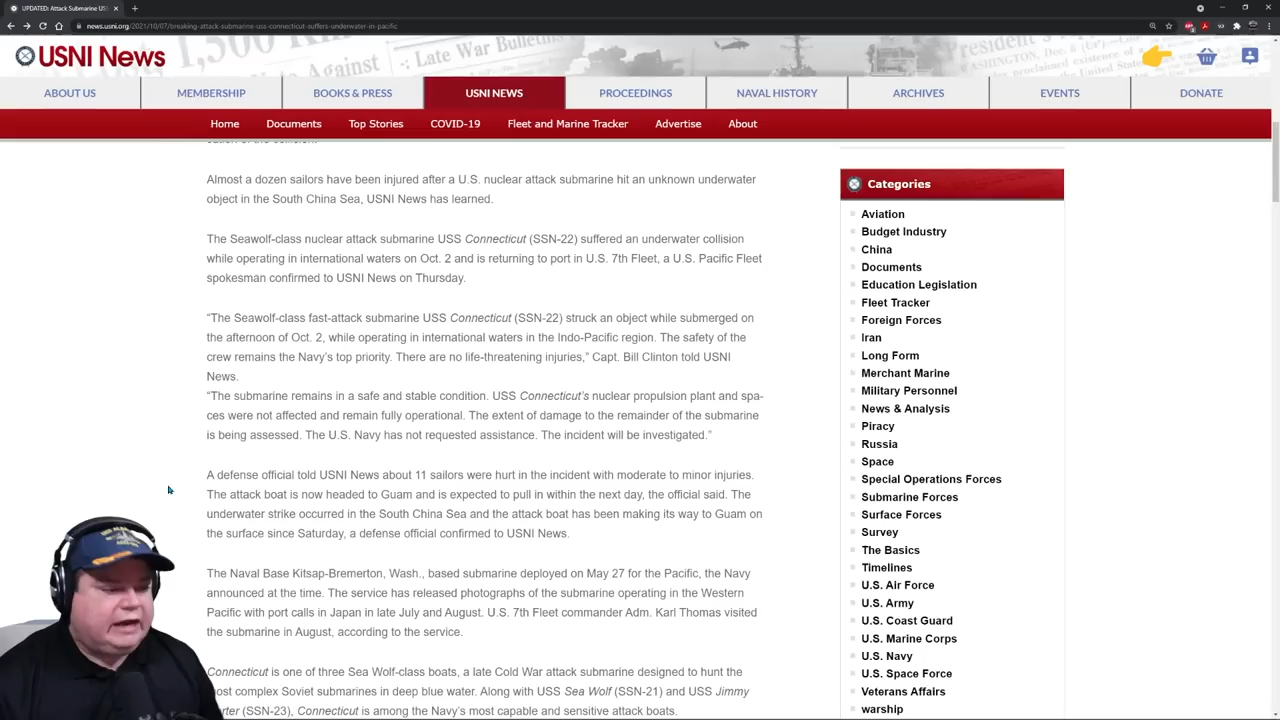 UPDATED: Attack Submarine US
news.usni.org/2021/10/07/breaking-attack-submarine-uss-connecticut-suffers-underwater-in-pacific
USNI News
1,500
Late War Bulletins
Against
President's
ABOUT US
MEMBERSHIP
BOOKS & PRESS
USNI NEWS
PROCEEDINGS
NAVAL HISTORY
ARCHIVES
EVENTS
DONATE
Home
Documents
Top Stories
COVID-19
Fleet and Marine Tracker
Advertise
About
Almost a dozen sailors have been injured after a U.S. nuclear attack submarine hit an unknown underwater
object in the South China Sea, USNI News has learned.
The Seawolf-class nuclear attack submarine USS Connecticut (SSN-22) suffered an underwater collision
while operating in international waters on Oct. 2 and is returning to port in U.S. 7th Fleet, a U.S. Pacific Fleet
spokesman confirmed to USNI News on Thursday.
“The Seawolf-class fast-attack submarine USS Connecticut (SSN-22) struck an object while submerged on
the afternoon of Oct. 2, while operating in international waters in the Indo-Pacific region. The safety of the
crew remains the Navy’s top priority. There are no life-threatening injuries,” Capt. Bill Clinton told USNI
News.
“The submarine remains in a safe and stable condition. USS Connecticut’s nuclear propulsion plant and spa-
ces were not affected and remain fully operational. The extent of damage to the remainder of the submarine
is being assessed. The U.S. Navy has not requested assistance. The incident will be investigated.”
A defense official told USNI News about 11 sailors were hurt in the incident with moderate to minor injuries.
The attack boat is now headed to Guam and is expected to pull in within the next day, the official said. The
underwater strike occurred in the South China Sea and the attack boat has been making its way to Guam on
the surface since Saturday, a defense official confirmed to USNI News.
The Naval Base Kitsap-Bremerton, Wash., based submarine deployed on May 27 for the Pacific, the Navy
announced at the time. The service has released photographs of the submarine operating in the Western
Pacific with port calls in Japan in late July and August. U.S. 7th Fleet commander Adm. Karl Thomas visited
the submarine in August, according to the service.
Connecticut is one of three Sea Wolf-class boats, a late Cold War attack submarine designed to hunt the
most complex Soviet submarines in deep blue water. Along with USS Sea Wolf (SSN-21) and USS Jimmy
rter (SSN-23), Connecticut is among the Navy’s most capable and sensitive attack boats.
Categories
Aviation
Budget Industry
China
Documents
Education Legislation
Fleet Tracker
Foreign Forces
Iran
Long Form
Merchant Marine
Military Personnel
News & Analysis
Piracy
Russia
Space
Special Operations Forces
Submarine Forces
Surface Forces
Survey
The Basics
Timelines
U.S. Air Force
U.S. Army
U.S. Coast Guard
U.S. Marine Corps
U.S. Navy
U.S. Space Force
Veterans Affairs
warship